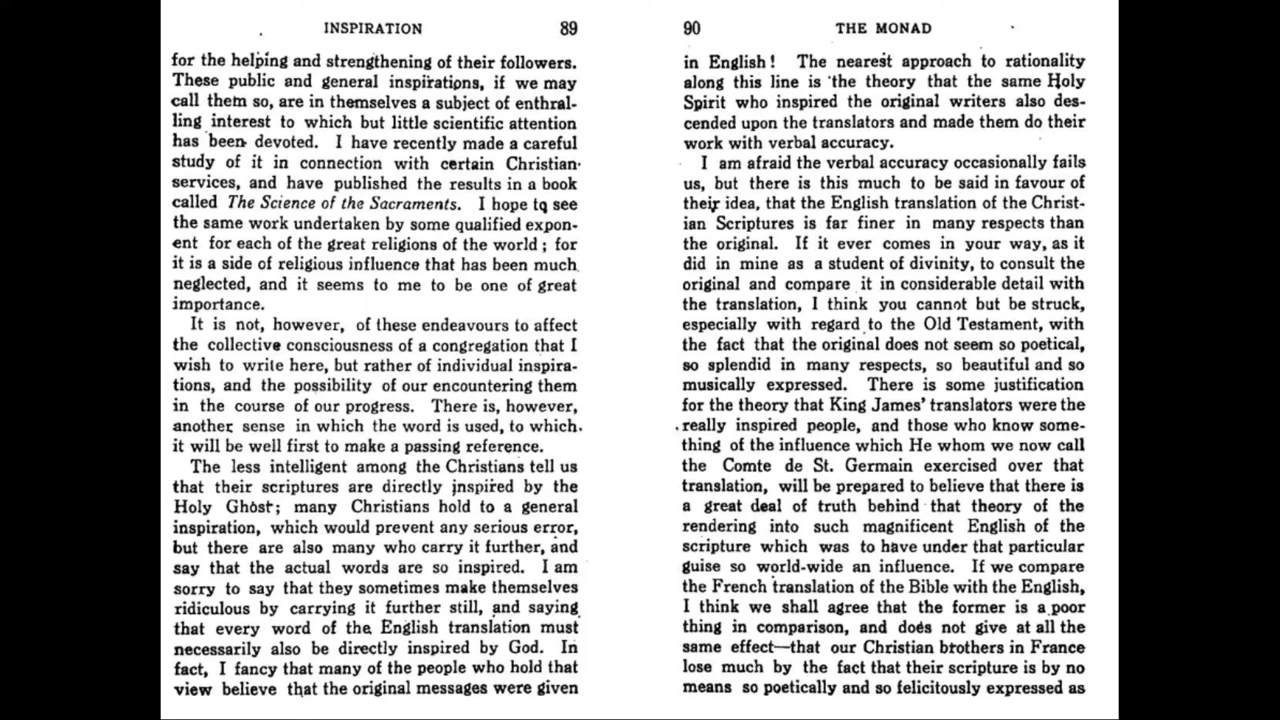 INSPIRATION 89
for the helping and strengthening of their followers.
These public and general inspirations, if we may
call them so, are in themselves a subject of enthral-
ling interest to which but little scientific attention
has been devoted. I have recently made a careful
study of it in connection with certain Christian
services, and have published the results in a book
called The Science of the Sacraments. I hope to see
the same work undertaken by some qualified expon-
ent for each of the great religions of the world; for
it is a side of religious influence that has been much
neglected, and it seems to me to be one of great
importance.
It is not, however, of these endeavours to affect
the collective consciousness of a congregation that I
wish to write here, but rather of individual inspira-
tions, and the possibility of our encountering them
in the course of our progress. There is, however,
another sense in which the word is used, to which
it will be well first to make a passing reference.
The less intelligent among the Christians tell us
that their scriptures are directly inspired by the
Holy Ghost; many Christians hold to a general
inspiration, which would prevent any serious error,
but there are also many who carry it further, and
say that the actual words are so inspired. I am
sorry to say that they sometimes make themselves
ridiculous by carrying it further still, and saying
that every word of the English translation must
necessarily also be directly inspired by God. In
fact, I fancy that many of the people who hold that
view believe that the original messages were given
90 THE MONAD
in English! The nearest approach to rationality
along this line is the theory that the same Holy
Spirit who inspired the original writers also des-
cended upon the translators and made them do their
work with verbal accuracy.
I am afraid the verbal accuracy occasionally fails
us, but there is this much to be said in favour of
their idea, that the English translation of the Christ-
ian Scriptures is far finer in many respects than
the original. If it ever comes in your way, as it
did in mine as a student of divinity, to consult the
original and compare it in considerable detail with
the translation, I think you cannot but be struck,
especially with regard to the Old Testament, with
the fact that the original does not seem so poetical,
so splendid in many respects, so beautiful and so
musically expressed. There is some justification
for the theory that King James' translators were the
really inspired people, and those who know some-
thing of the influence which He whom we now call
the Comte de St. Germain exercised over that
translation, will be prepared to believe that there is
a great deal of truth behind that theory of the
rendering into such magnificent English of the
scripture which was to have under that particular
guise so world-wide an influence. If we compare
the French translation of the Bible with the English,
I think we shall agree that the former is a poor
thing in comparison, and does not give at all the
same effect—that our Christian brothers in France
lose much by the fact that their scripture is by no
means so poetically and so felicitously expressed as